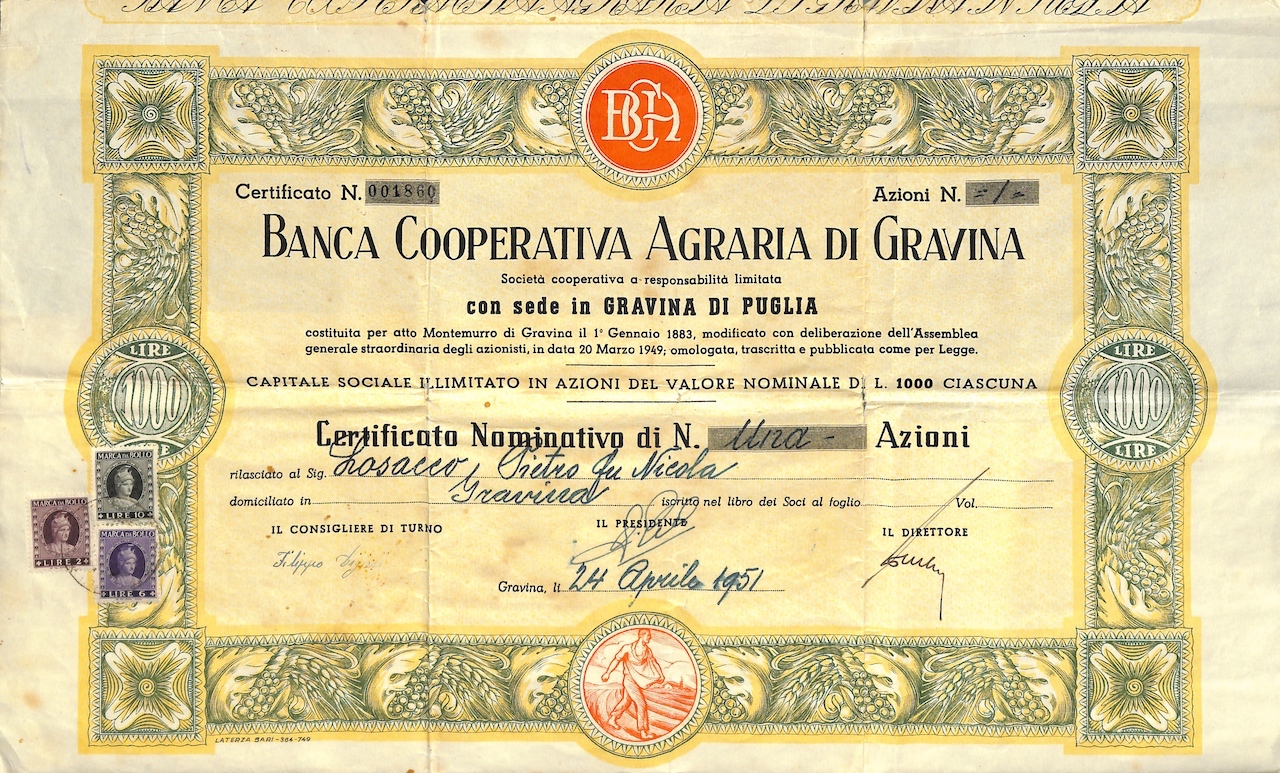 BCA
Certificato N. 001860
Azioni N. =/=
BANCA COOPERATIVA AGRARIA DI GRAVINA
Società cooperativa a responsabilità limitata
con sede in GRAVINA DI PUGLIA
costituita per atto Montemurro di Gravina il 1° Gennaio 1883, modificato con deliberazione dell'Assemblea
generale straordinaria degli azionisti, in data 20 Marzo 1949; omologata, trascritta e pubblicata come per Legge.
CAPITALE SOCIALE ILLIMITATO IN AZIONI DEL VALORE NOMINALE DI L. 1000 CIASCUNA
LIRE
1000
LIRE
LIRE
1000
LIRE
Certificato Nominativo di N. Una - Azioni
rilasciato al Sig. Losacco Pietro fu Nicola
domiciliato in Gravina iscritto nel libro dei Soci al foglio Vol.
IL CONSIGLIERE DI TURNO
IL PRESIDENTE
IL DIRETTORE
Filippo
Gravina, li 24 Aprile 1951
MARCA DA BOLLO
LIRE 10
MARCA DA BOLLO
LIRE 2
MARCA DA BOLLO
LIRE 6
LATERZA BARI-384-749